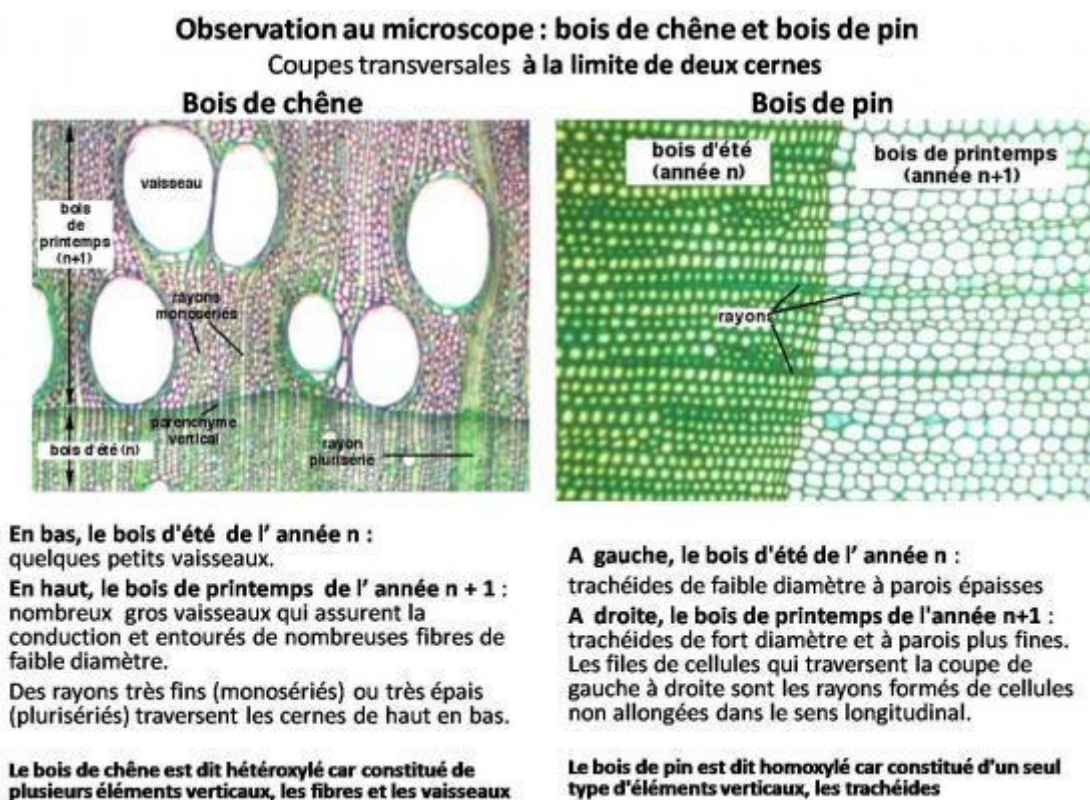 Observation au microscope : bois de chêne et bois de pin
Coupes transversales à la limite de deux cernes
Bois de chêne
vaisseau
bois
de
printemps
(n+1)
rayons
monosériés
parenchyme
vertical
bois d'été (n)
rayon
plurisérié
En bas, le bois d'été de l' année n :
quelques petits vaisseaux.
En haut, le bois de printemps de l' année n + 1 :
nombreux gros vaisseaux qui assurent la
conduction et entourés de nombreuses fibres de
faible diamètre.
Des rayons très fins (monosériés) ou très épais
(plurisériés) traversent les cernes de haut en bas.
Le bois de chêne est dit hétéroxylé car constitué de
plusieurs éléments verticaux, les fibres et les vaisseaux
Bois de pin
bois d'été
(année n)
bois de printemps
(année n+1)
rayons
A gauche, le bois d'été de l' année n :
trachéides de faible diamètre à parois épaisses
A droite, le bois de printemps de l'année n+1 :
trachéides de fort diamètre et à parois plus fines.
Les files de cellules qui traversent la coupe de
gauche à droite sont les rayons formés de cellules
non allongées dans le sens longitudinal.
Le bois de pin est dit homoxylé car constitué d'un seul
type d'éléments verticaux, les trachéides